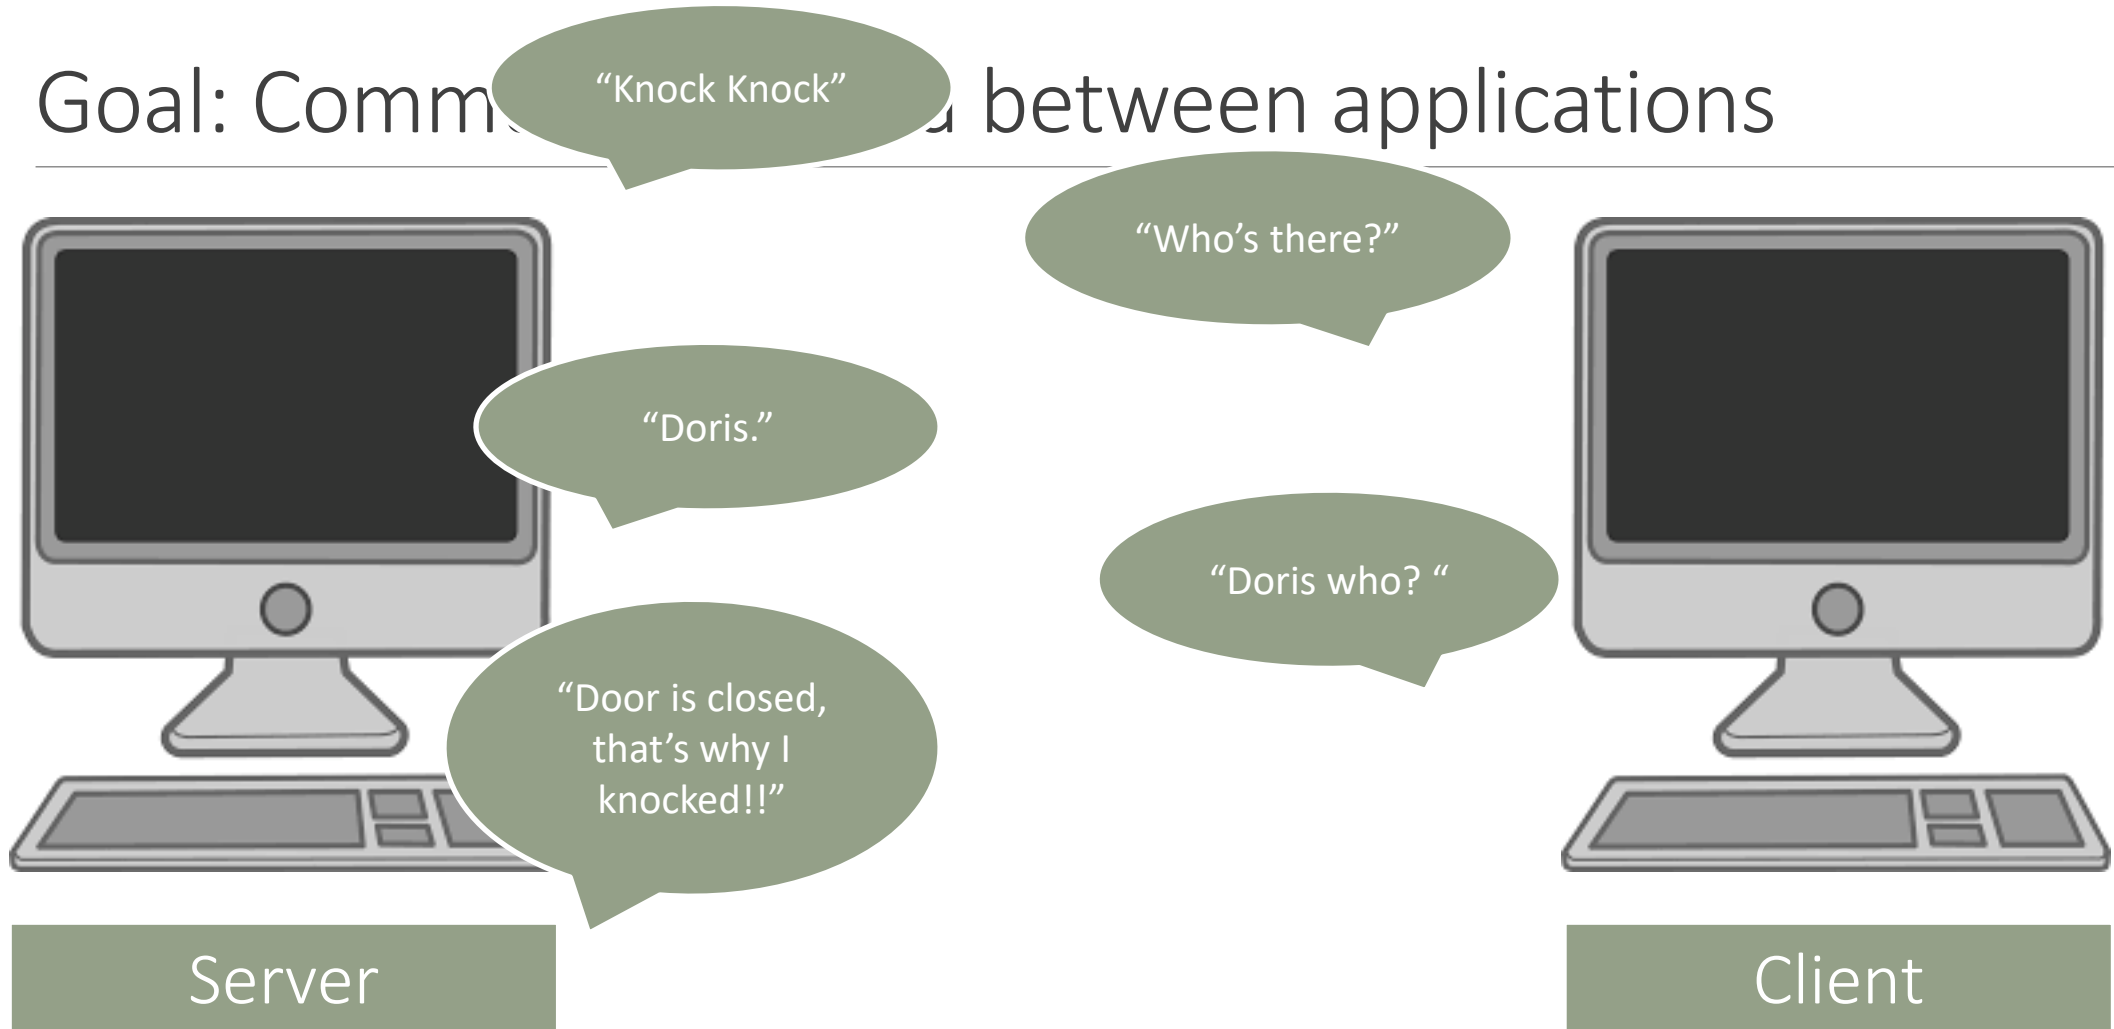 Goal: Comm between applications
“Knock Knock”
“Who’s there?”
“Doris.”
“Doris who? “
“Door is closed,
that’s why I
knocked!!”
Server
Client